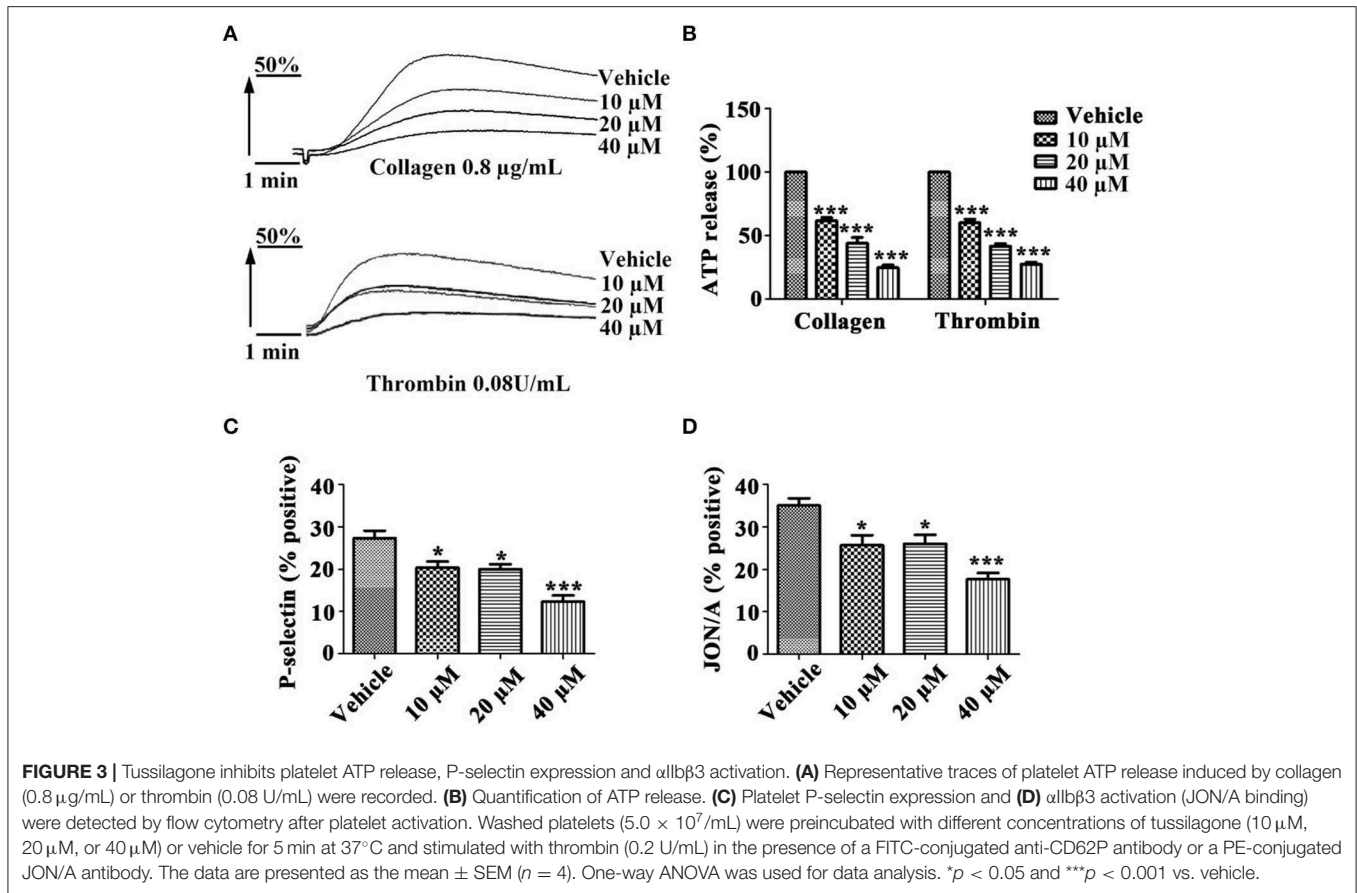 A
50%
1 min
Vehicle
10 μM
20 μM
40 μM
Collagen 0.8 μg/mL
50%
1 min
Vehicle
10 μM
20 μM
40 μM
Thrombin 0.08U/mL
B
ATP release (%)
150
100
50
0
Vehicle
10 μM
20 μM
40 μM
***
***
***
***
***
***
Collagen Thrombin
C
P-selectin (% positive)
40
30
20
10
0
*
*
***
Vehicle
10 μM
20 μM
40 μM
D
JON/A (% positive)
40
30
20
10
0
*
*
***
Vehicle
10 μM
20 μM
40 μM
FIGURE 3 | Tussilagone inhibits platelet ATP release, P-selectin expression and αIIbβ3 activation. (A) Representative traces of platelet ATP release induced by collagen
(0.8 μg/mL) or thrombin (0.08 U/mL) were recorded. (B) Quantification of ATP release. (C) Platelet P-selectin expression and (D) αIIbβ3 activation (JON/A binding)
were detected by flow cytometry after platelet activation. Washed platelets (5.0 × 10⁷/mL) were preincubated with different concentrations of tussilagone (10 μM,
20 μM, or 40 μM) or vehicle for 5 min at 37°C and stimulated with thrombin (0.2 U/mL) in the presence of a FITC-conjugated anti-CD62P antibody or a PE-conjugated
JON/A antibody. The data are presented as the mean ± SEM (n = 4). One-way ANOVA was used for data analysis. *p < 0.05 and ***p < 0.001 vs. vehicle.